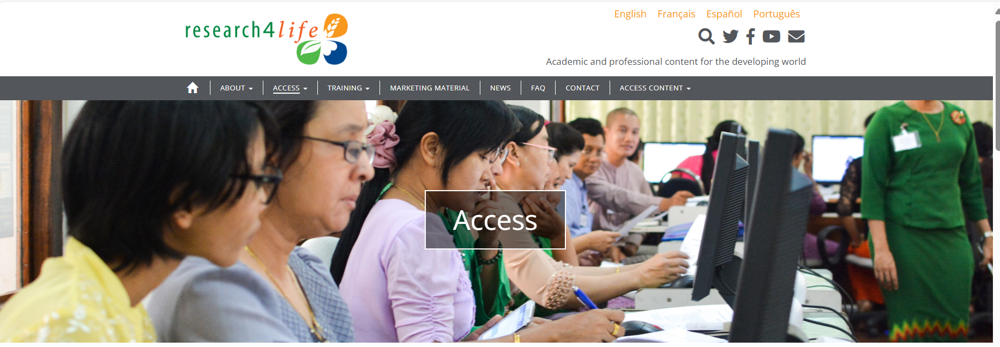 English Français Español Português
research4life
Academic and professional content for the developing world
ABOUT ACCESS TRAINING MARKETING MATERIAL NEWS FAQ CONTACT ACCESS CONTENT
Access